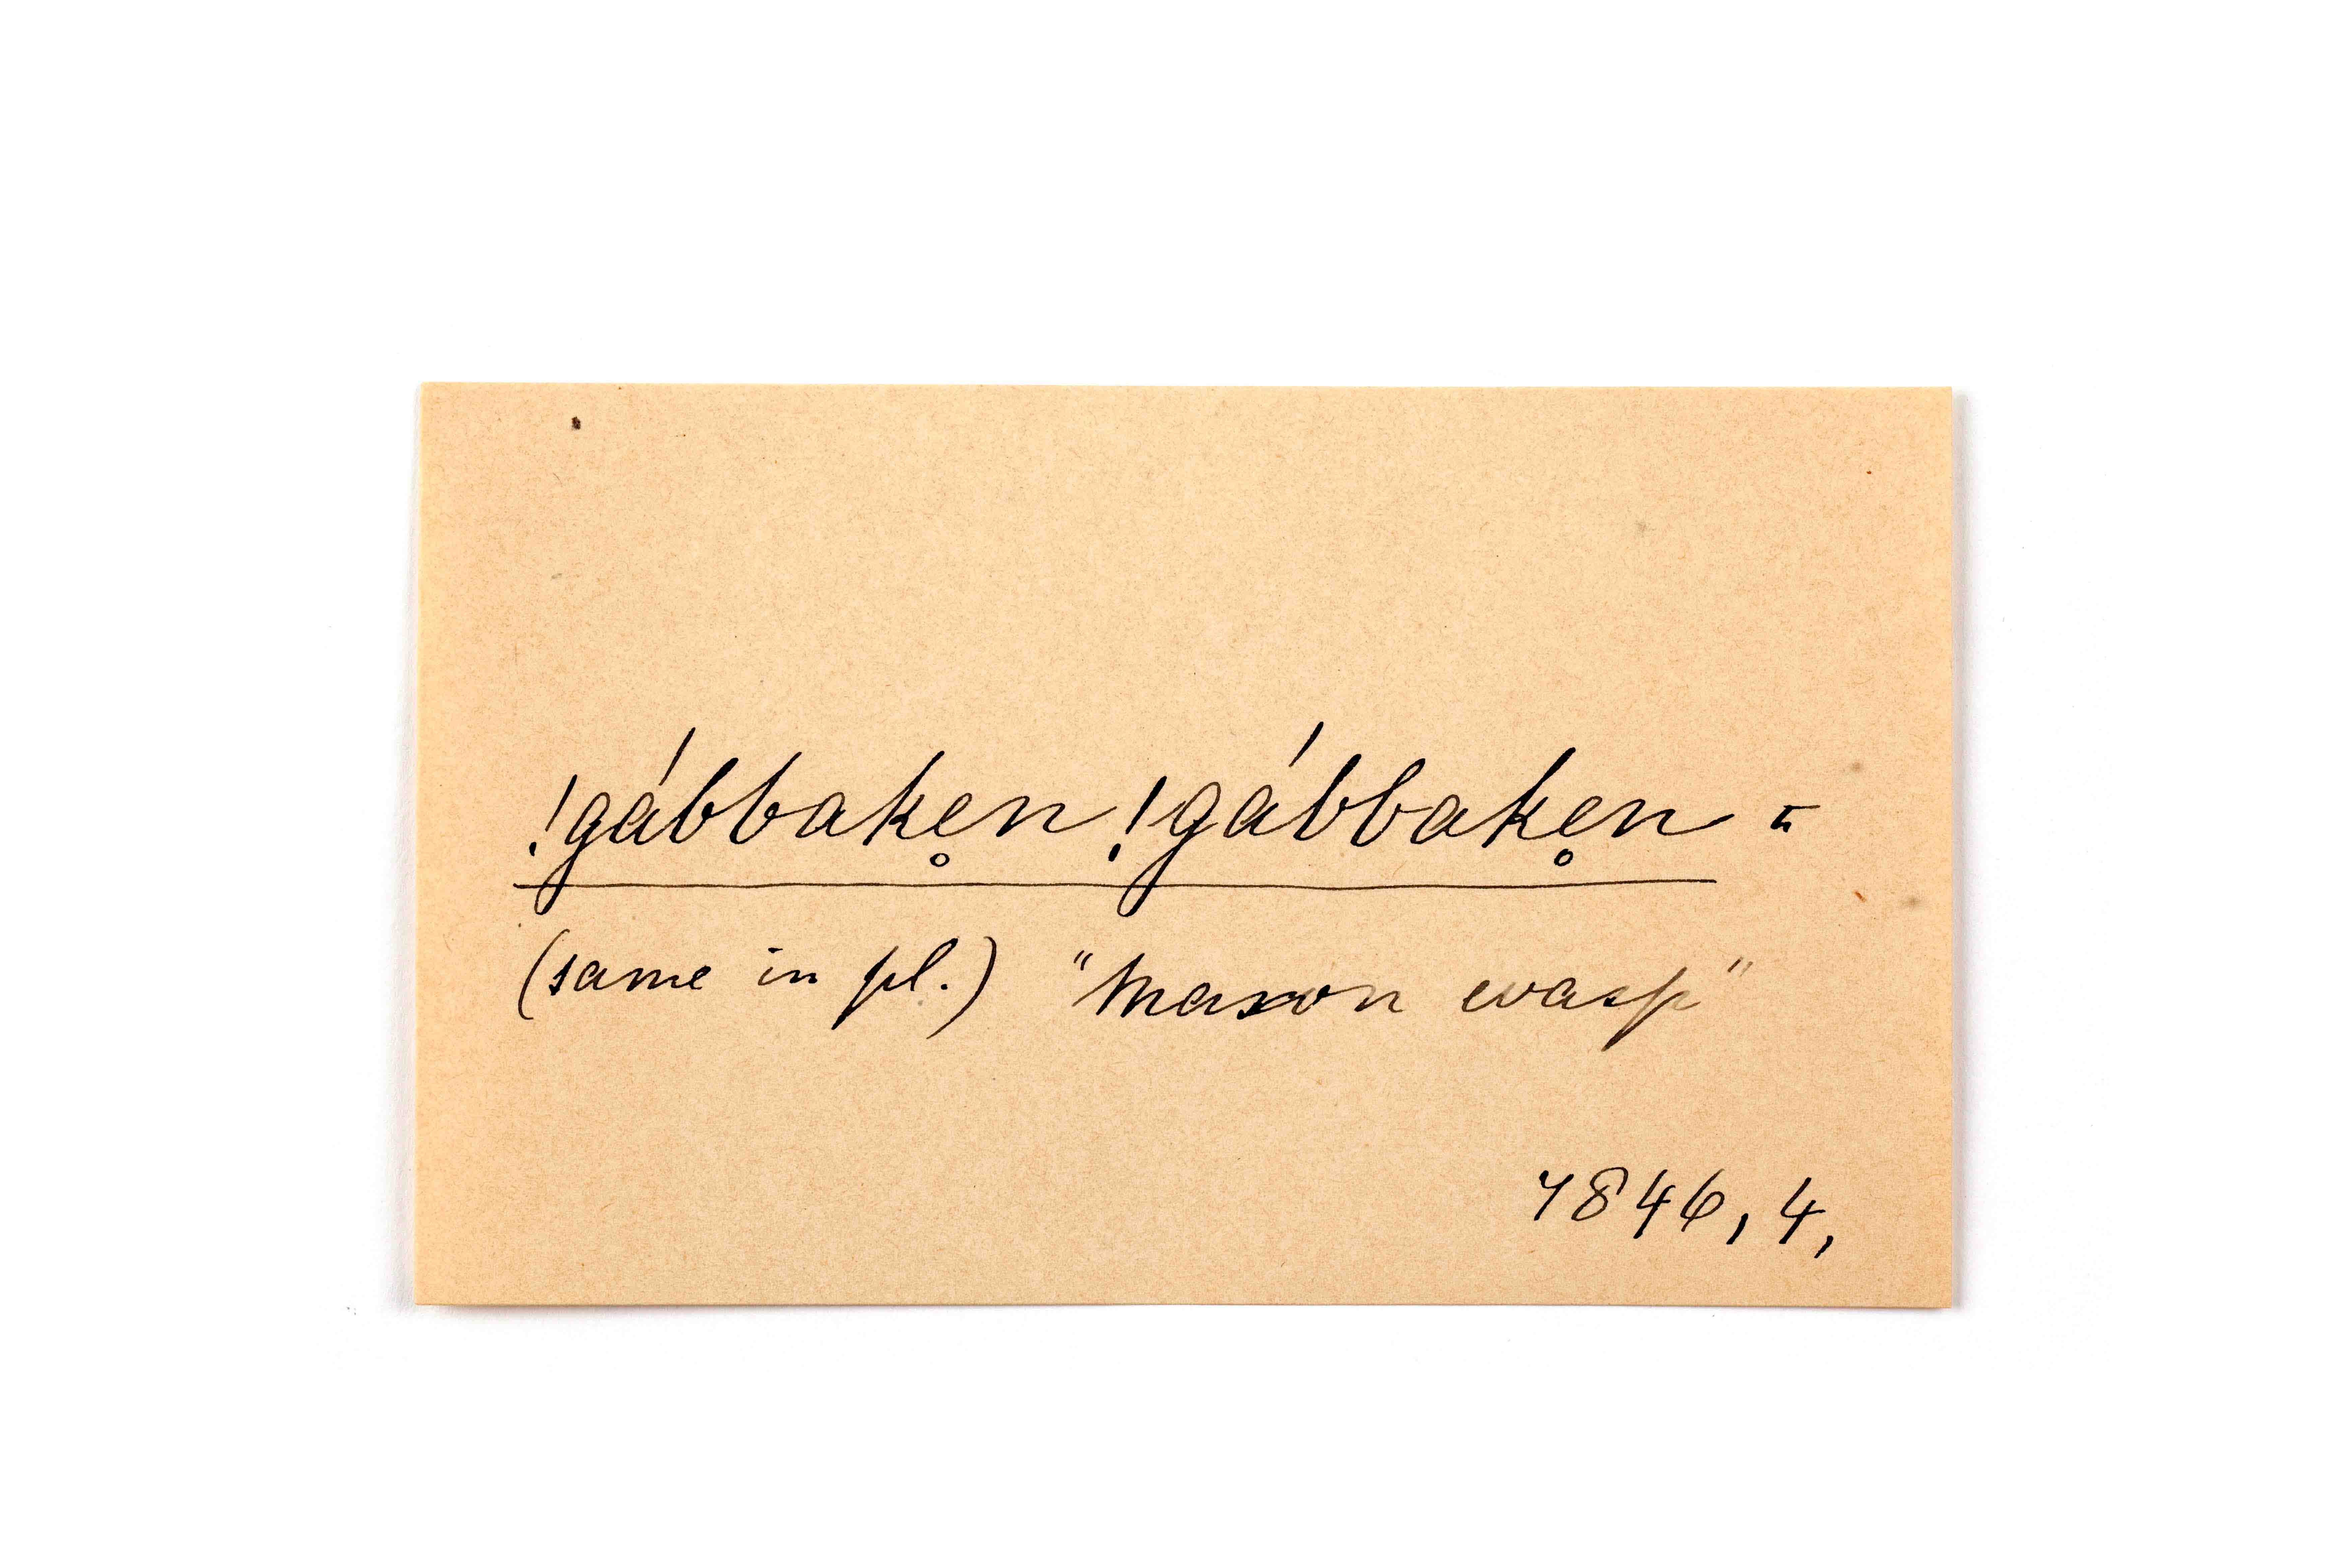 !gábbaken̥ !gábbaken̥
(same in pl.) "Mason wasp"
7846, 4,